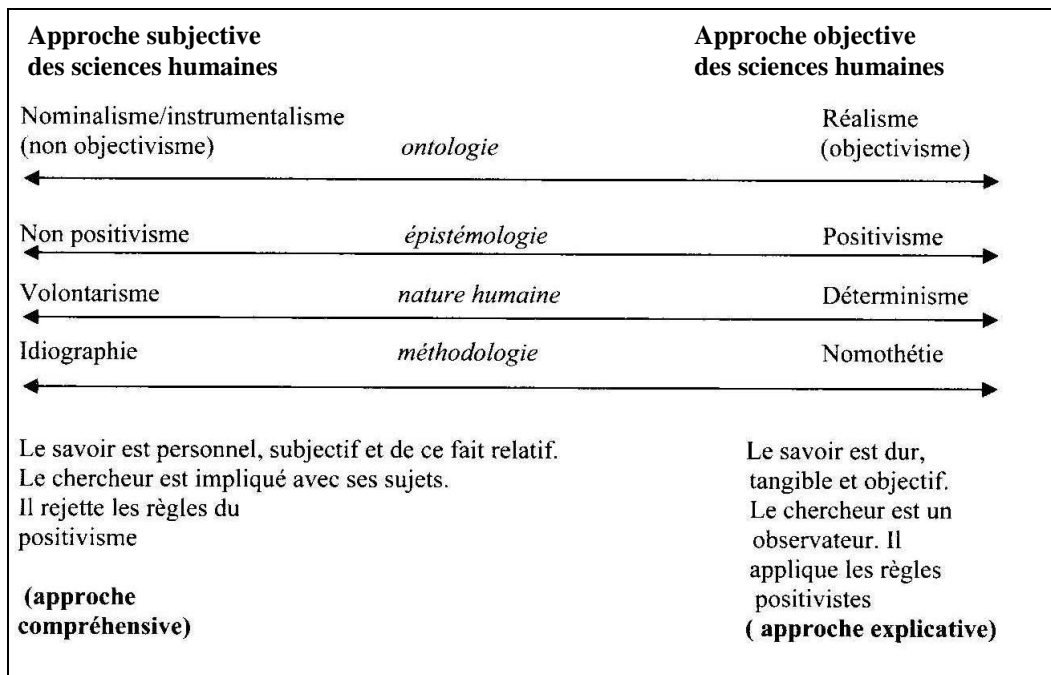 Approche subjective
des sciences humaines
Approche objective
des sciences humaines
Nominalisme/instrumentalisme
(non objectivisme)
ontologie
Réalisme
(objectivisme)
Non positivisme
épistémologie
Positivisme
Volontarisme
nature humaine
Déterminisme
Idiographie
méthodologie
Nomothétie
Le savoir est personnel, subjectif et de ce fait relatif.
Le chercheur est impliqué avec ses sujets.
Il rejette les règles du
positivisme
(approche
compréhensive)
Le savoir est dur,
tangible et objectif.
Le chercheur est un
observateur. Il
applique les règles
positivistes
( approche explicative)